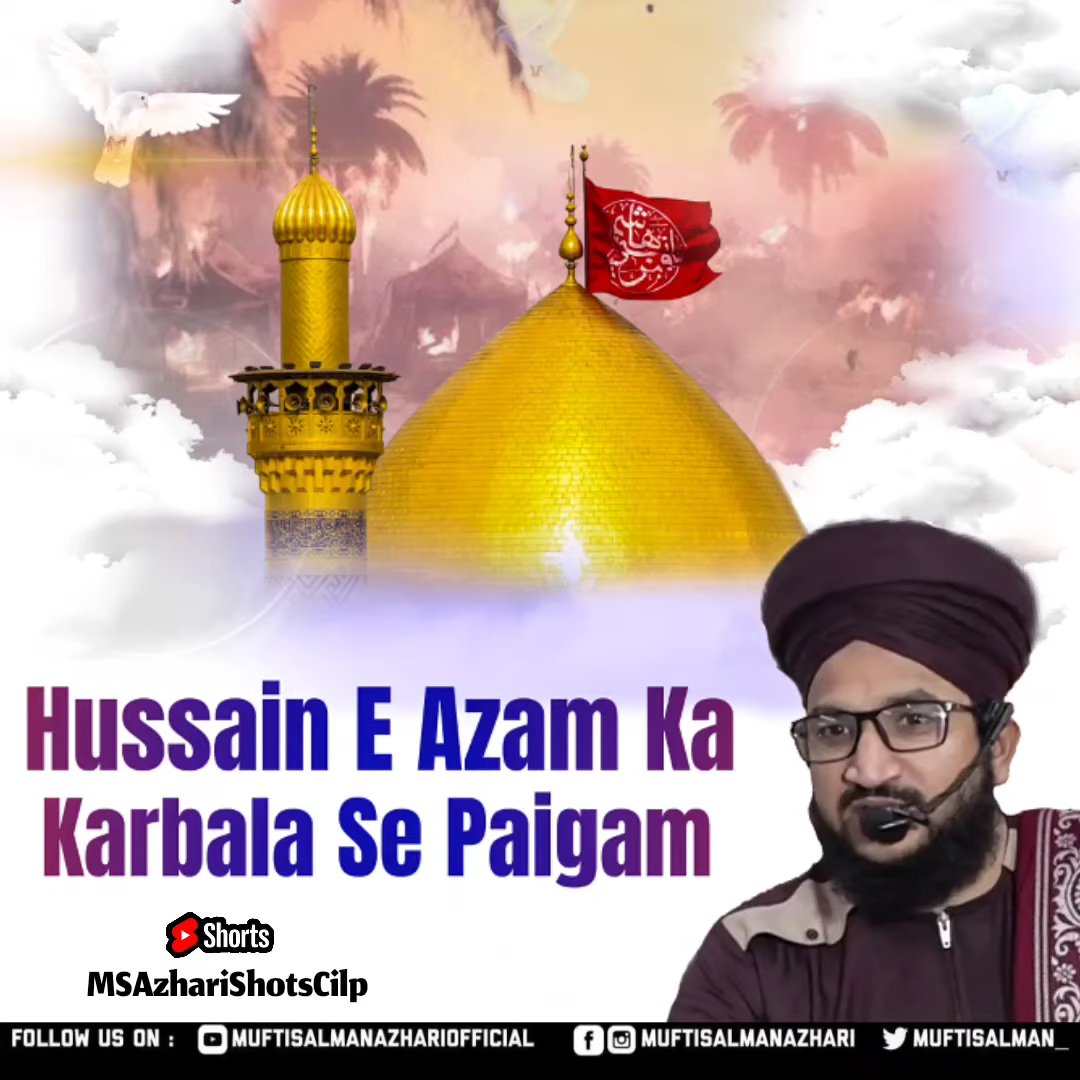 Hussain E Azam Ka
Karbala Se Paigam
Shorts
MSAzhariShotsCilp
FOLLOW US ON : MUFTISALMANAZHARIOFFICIAL MUFTISALMANAZHARI MUFTISALMAN_